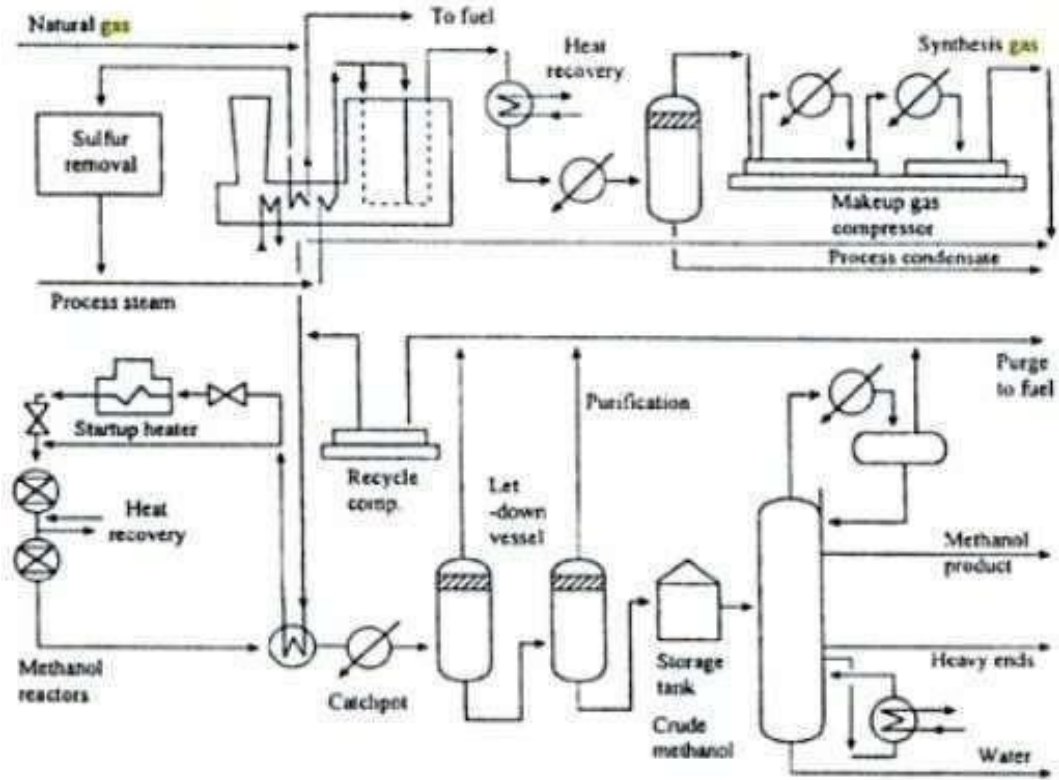 Natural gas
To fuel
Heat
recovery
Synthesis gas
Sulfur
removal
Makeup gas
compressor
Process condensate
Process steam
Purge
to fuel
Purification
Startup heater
Recycle
comp.
Let
-down
vessel
Heat
recovery
Methanol
product
Methanol
reactors
Catchpot
Storage
tank
Crude
methanol
Heavy ends
Water